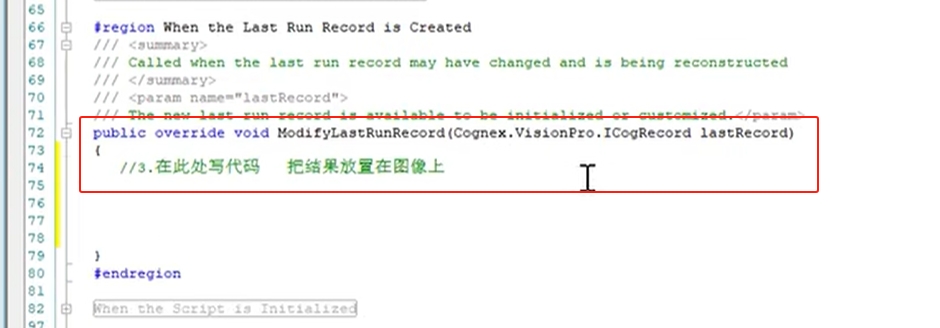 65
66 #region When the Last Run Record is Created
67 /// <summary>
68 /// Called when the last run record may have changed and is being reconstructed
69 /// </summary>
70 /// <param name="lastRecord">
71 /// The new last run record is available to be initialized or customized.</param>
72 public override void ModifyLastRunRecord(Cognex.VisionPro.ICogRecord lastRecord)
73 {
74 //3.在此处写代码 把结果放置在图像上
75
76
77
78
79 }
80 #endregion
81
82 When the Script is Initialized
97